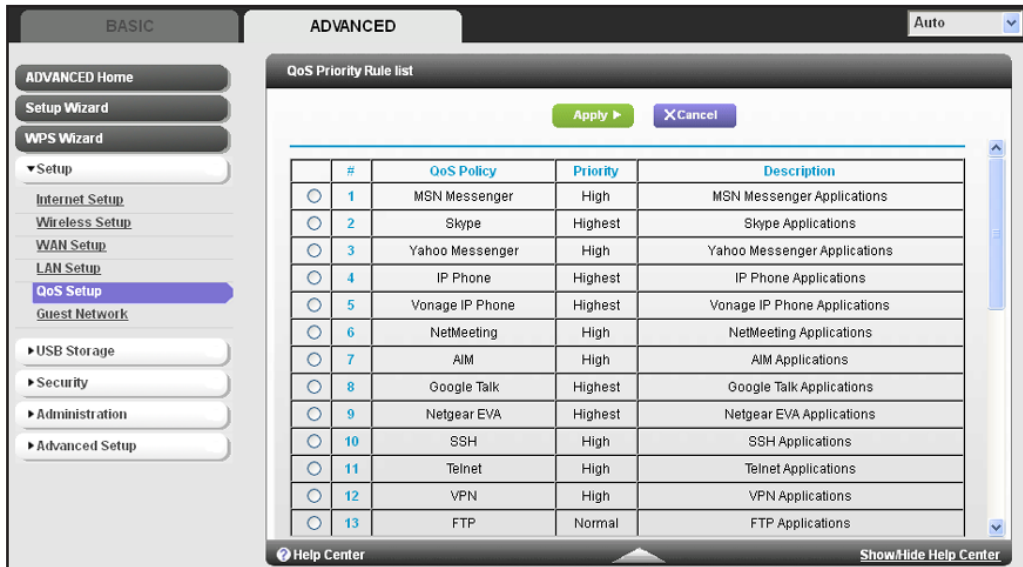 BASIC
ADVANCED
Auto
ADVANCED Home
Setup Wizard
WPS Wizard
▼Setup
Internet Setup
Wireless Setup
WAN Setup
LAN Setup
QoS Setup
Guest Network
▶USB Storage
▶Security
▶Administration
▶Advanced Setup
QoS Priority Rule list
Apply ▶
X Cancel
# QoS Policy Priority Description
1 MSN Messenger High MSN Messenger Applications
2 Skype Highest Skype Applications
3 Yahoo Messenger High Yahoo Messenger Applications
4 IP Phone Highest IP Phone Applications
5 Vonage IP Phone Highest Vonage IP Phone Applications
6 NetMeeting High NetMeeting Applications
7 AIM High AIM Applications
8 Google Talk Highest Google Talk Applications
9 Netgear EVA Highest Netgear EVA Applications
10 SSH High SSH Applications
11 Telnet High Telnet Applications
12 VPN High VPN Applications
13 FTP Normal FTP Applications
? Help Center
Show/Hide Help Center